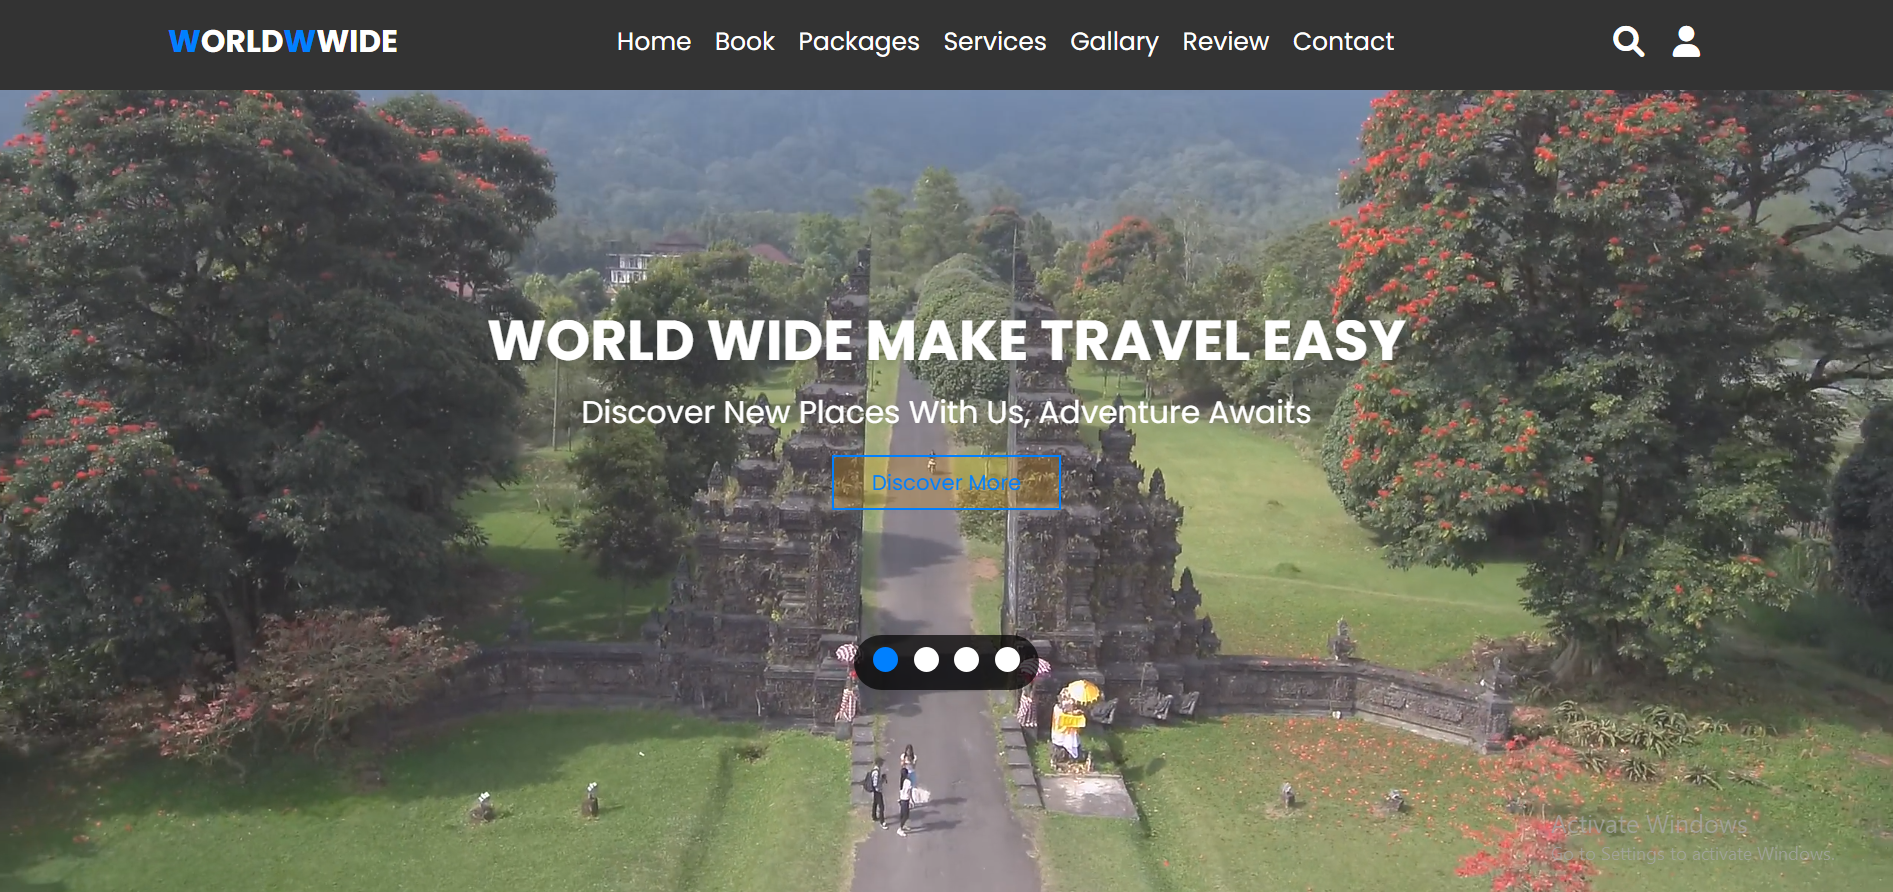 WORLDWWIDE
Home Book Packages Services Gallary Review Contact
WORLD WIDE MAKE TRAVEL EASY
Discover New Places With Us, Adventure Awaits
Discover More
Activate Windows
Go to Settings to activate Windows.